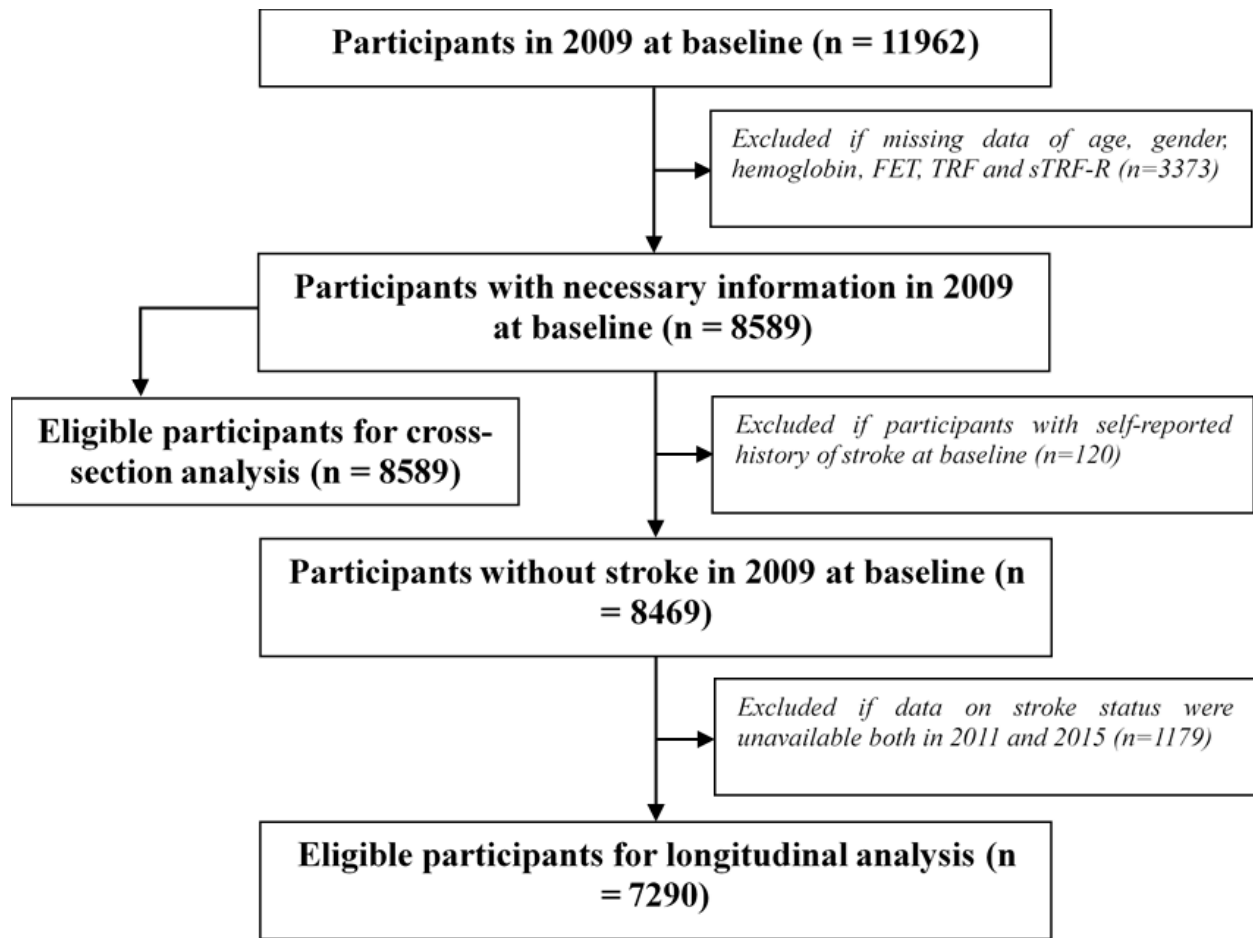 Participants in 2009 at baseline (n = 11962)
Excluded if missing data of age, gender,
hemoglobin, FET, TRF and sTRF-R (n=3373)
Participants with necessary information in 2009
at baseline (n = 8589)
Eligible participants for cross-
section analysis (n = 8589)
Excluded if participants with self-reported
history of stroke at baseline (n=120)
Participants without stroke in 2009 at baseline (n
= 8469)
Excluded if data on stroke status were
unavailable both in 2011 and 2015 (n=1179)
Eligible participants for longitudinal analysis (n
= 7290)